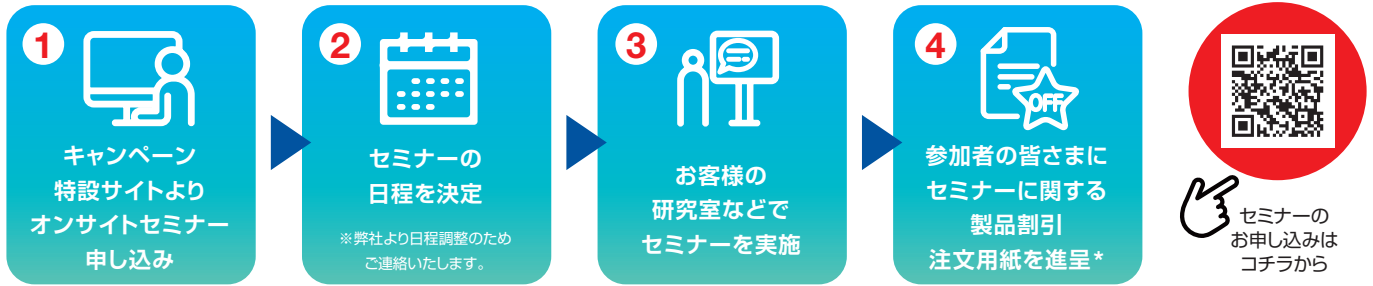 1
キャンペーン
特設サイトより
オンサイトセミナー
申し込み
2
セミナーの
日程を決定
※弊社より日程調整のため
ご連絡いたします。
3
お客様の
研究室などで
セミナーを実施
4
OFF
参加者の皆さまに
セミナーに関する
製品割引
注文用紙を進呈*
セミナーの
お申し込みは
コチラから